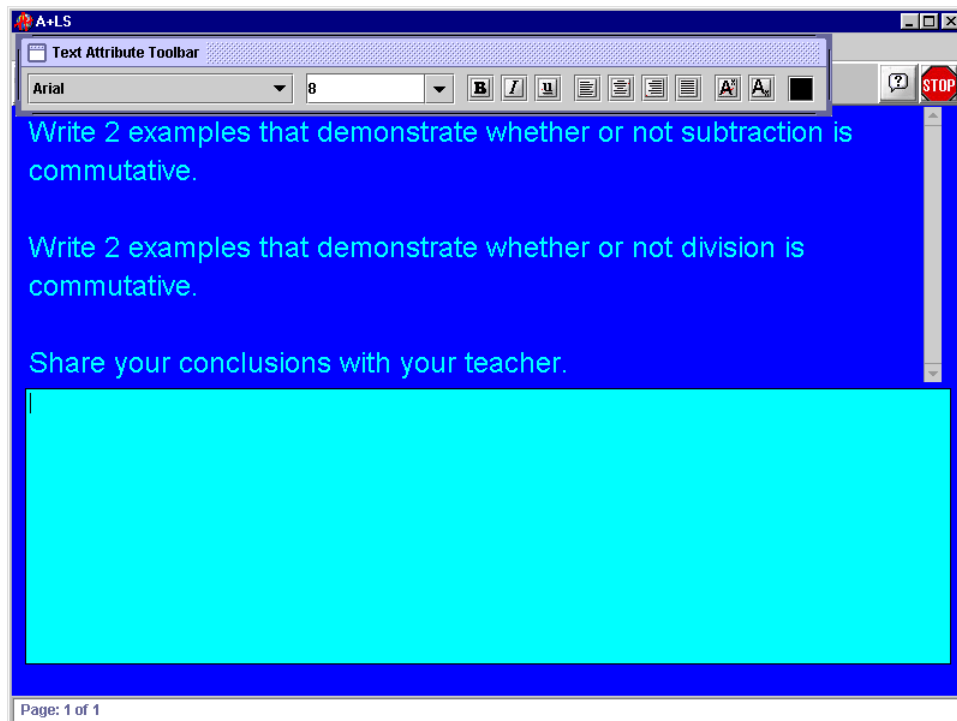 A+LS
Text Attribute Toolbar
Arial 8 B I u A A
STOP
Write 2 examples that demonstrate whether or not subtraction is
commutative.
Write 2 examples that demonstrate whether or not division is
commutative.
Share your conclusions with your teacher.
Page: 1 of 1